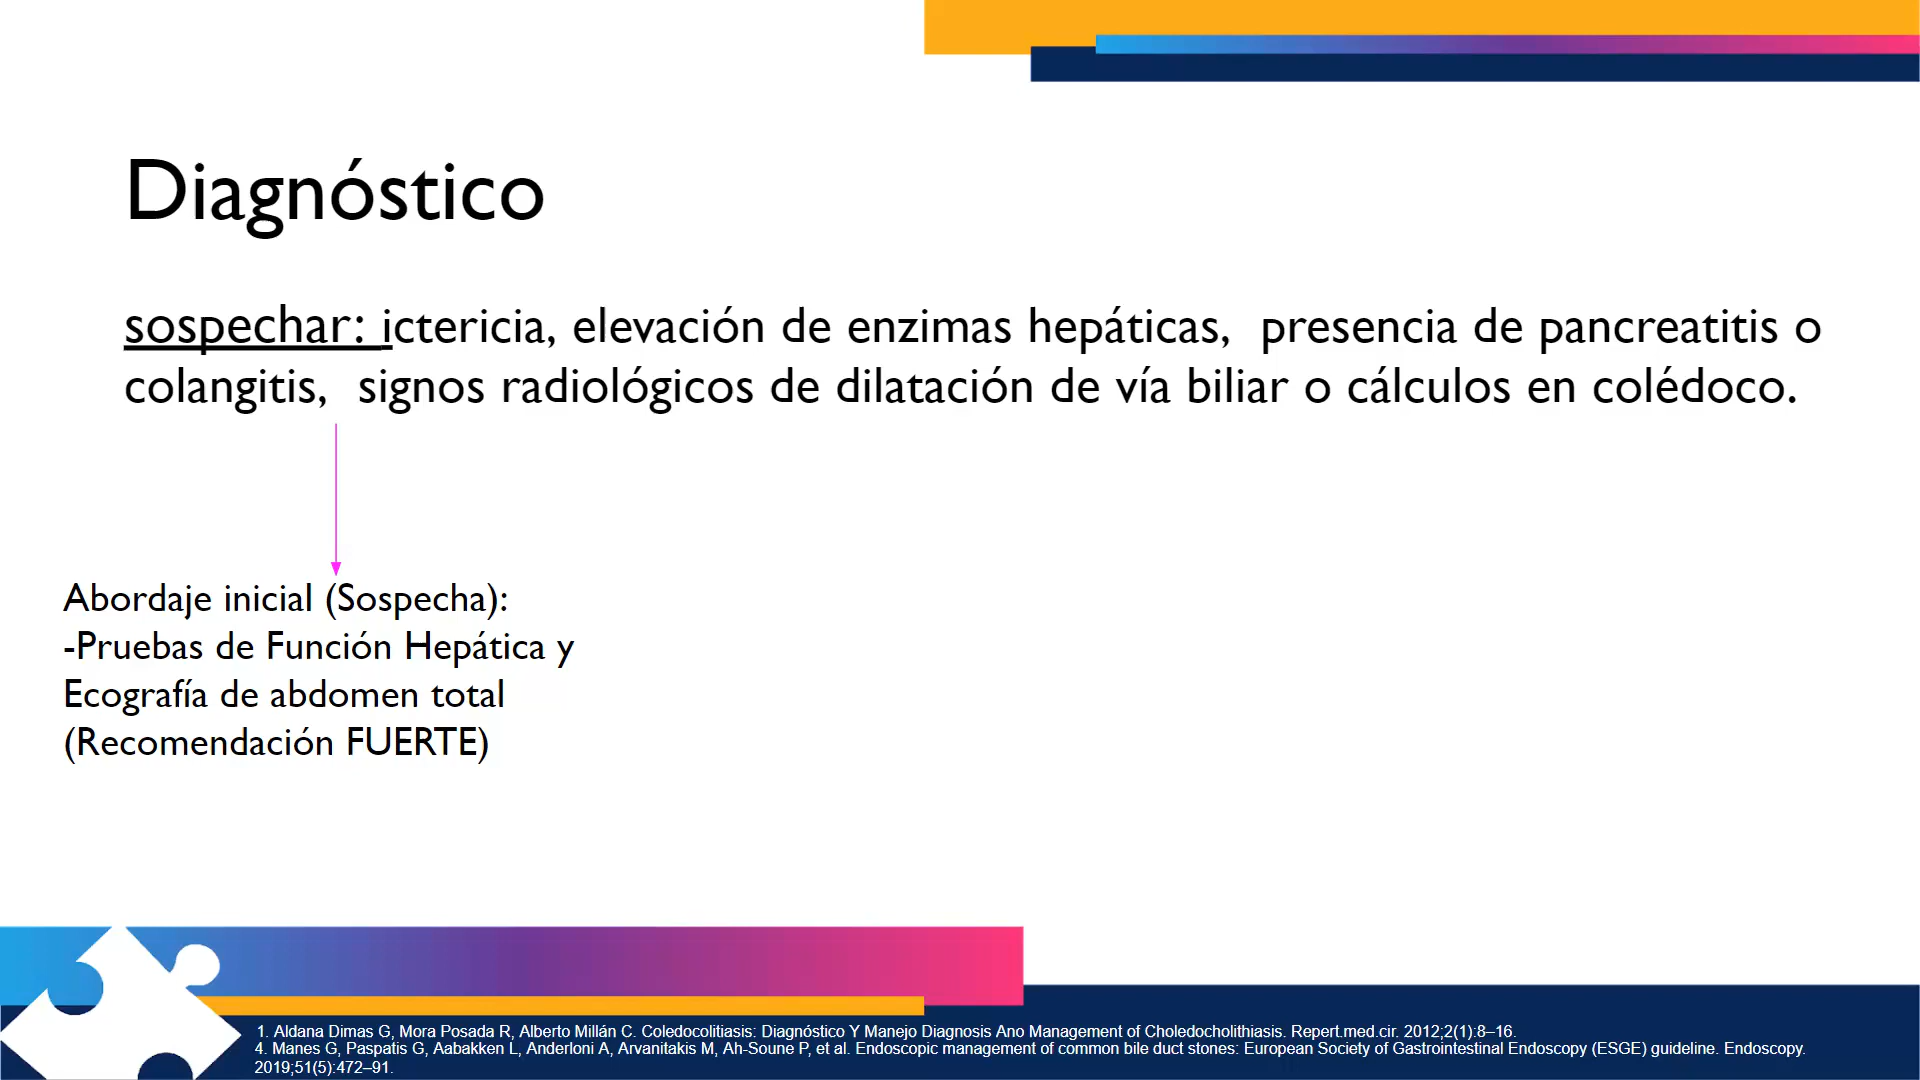 Diagnóstico
sospechar: ictericia, elevación de enzimas hepáticas,  presencia de pancreatitis o
colangitis,  signos radiológicos de dilatación de vía biliar o cálculos en colédoco.
Abordaje inicial (Sospecha):
-Pruebas de Función Hepática y
Ecografía de abdomen total
(Recomendación FUERTE)
1. Aldana Dimas G, Mora Posada R, Alberto Millán C. Coledocolitiasis: Diagnóstico Y Manejo Diagnosis Ano Management of Choledocholithiasis. Repert.med.cir. 2012;2(1):8–16.
4. Manes G, Paspatis G, Aabakken L, Anderloni A, Arvanitakis M, Ah-Soune P, et al. Endoscopic management of common bile duct stones: European Society of Gastrointestinal Endoscopy (ESGE) guideline. Endoscopy.
2019;51(5):472–91.